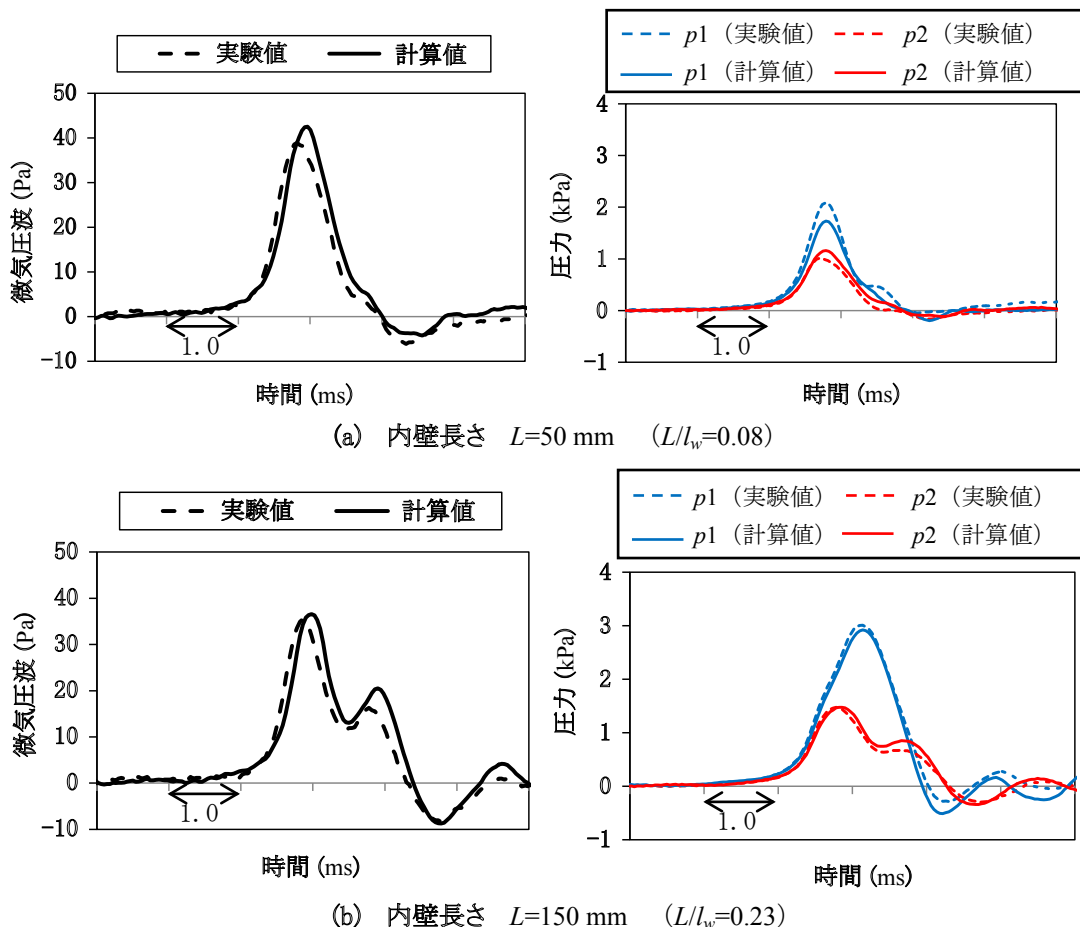 実験値 計算値
p1（実験値） p2（実験値）
p1（計算値） p2（計算値）
微気圧波 (Pa)
50
40
30
20
10
0
-10
1.0
時間 (ms)
圧力 (kPa)
4
3
2
1
0
-1
1.0
時間 (ms)
(a) 内壁長さ L=50 mm （L/lw=0.08）
実験値 計算値
p1（実験値） p2（実験値）
p1（計算値） p2（計算値）
微気圧波 (Pa)
50
40
30
20
10
0
-10
1.0
時間 (ms)
圧力 (kPa)
4
3
2
1
0
-1
1.0
時間 (ms)
(b) 内壁長さ L=150 mm （L/lw=0.23）